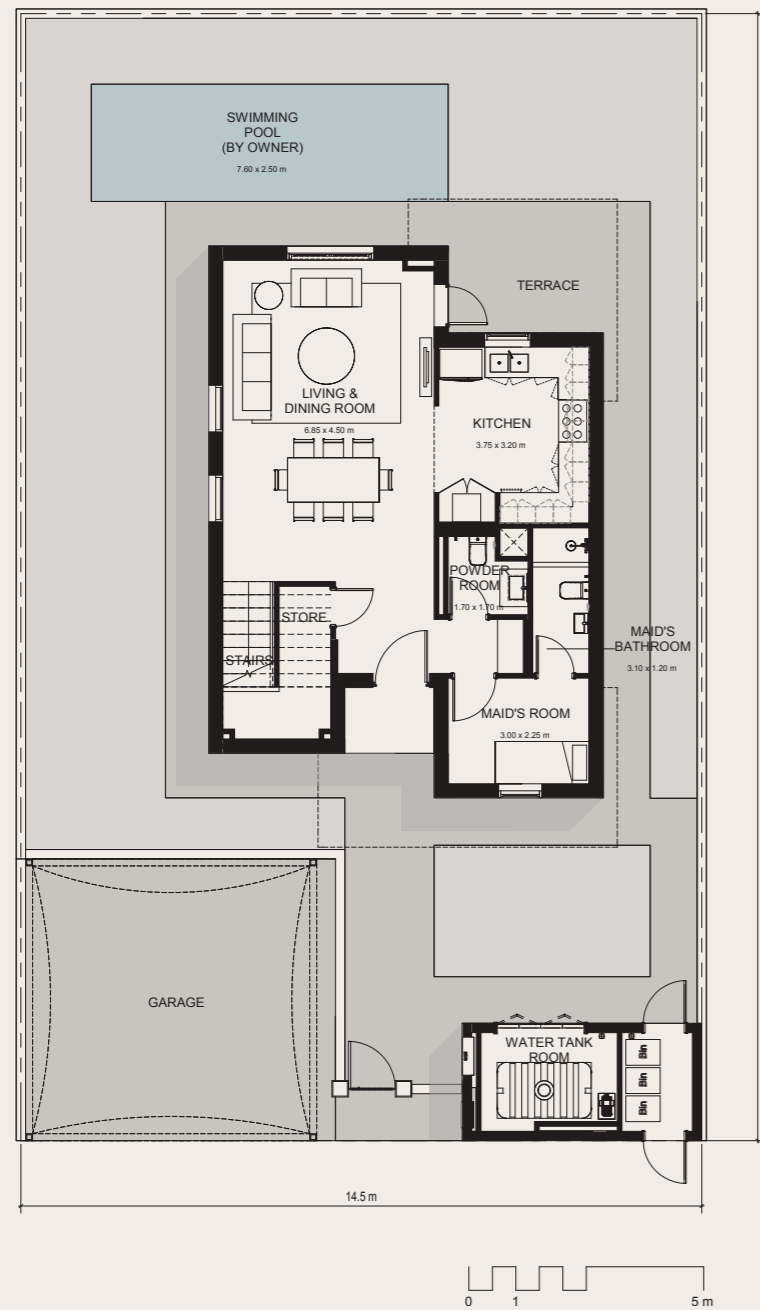 SWIMMING
POOL
(BY OWNER)
7.60 x 2.50 m
TERRACE
LIVING &
DINING ROOM
6.85 x 4.50 m
KITCHEN
3.75 x 3.20 m
POWDER
ROOM
1.70 x 1.70 m
STORE
STAIRS
MAID'S
BATHROOM
3.10 x 1.20 m
MAID'S ROOM
3.00 x 2.25 m
GARAGE
WATER TANK
ROOM
Bin
Bin
Bin
14.5 m
0 1 5 m